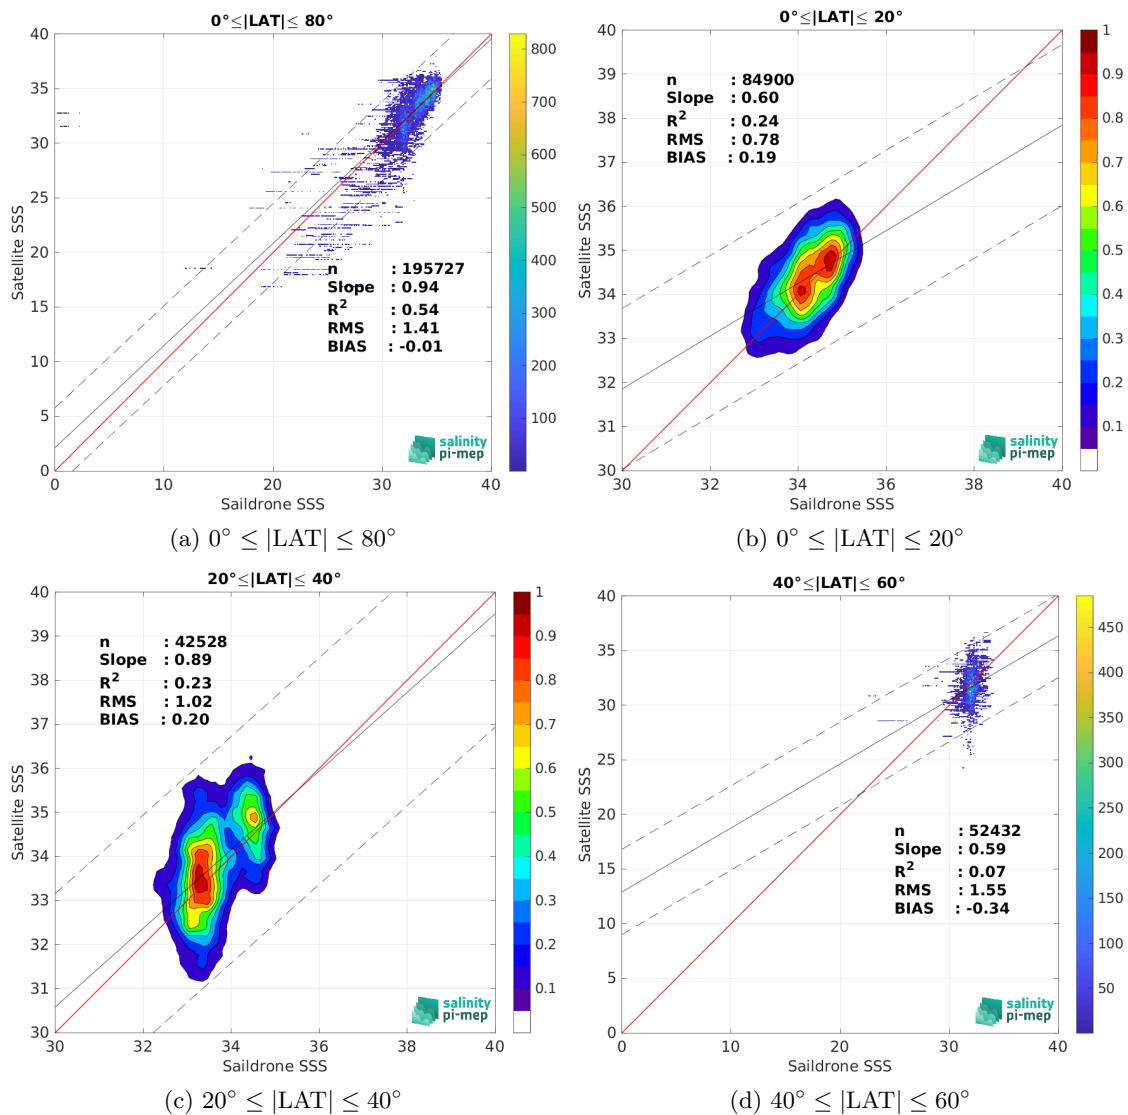 0°≤|LAT|≤ 80°
40
35
30
25
20
15
10
5
0
0
10
20
30
40
Satellite SSS
Saildrone SSS
n : 195727
Slope : 0.94
R² : 0.54
RMS : 1.41
BIAS : -0.01
salinity
pi-mep
800
700
600
500
400
300
200
100
(a) 0° ≤ |LAT| ≤ 80°
0°≤|LAT|≤ 20°
40
39
38
37
36
35
34
33
32
31
30
30
32
34
36
38
40
Satellite SSS
Saildrone SSS
n : 84900
Slope : 0.60
R² : 0.24
RMS : 0.78
BIAS : 0.19
salinity
pi-mep
1
0.9
0.8
0.7
0.6
0.5
0.4
0.3
0.2
0.1
(b) 0° ≤ |LAT| ≤ 20°
20°≤|LAT|≤ 40°
40
39
38
37
36
35
34
33
32
31
30
30
32
34
36
38
40
Satellite SSS
Saildrone SSS
n : 42528
Slope : 0.89
R² : 0.23
RMS : 1.02
BIAS : 0.20
salinity
pi-mep
1
0.9
0.8
0.7
0.6
0.5
0.4
0.3
0.2
0.1
(c) 20° ≤ |LAT| ≤ 40°
40°≤|LAT|≤ 60°
40
35
30
25
20
15
10
5
0
0
10
20
30
40
Satellite SSS
Saildrone SSS
n : 52432
Slope : 0.59
R² : 0.07
RMS : 1.55
BIAS : -0.34
salinity
pi-mep
450
400
350
300
250
200
150
100
50
(d) 40° ≤ |LAT| ≤ 60°